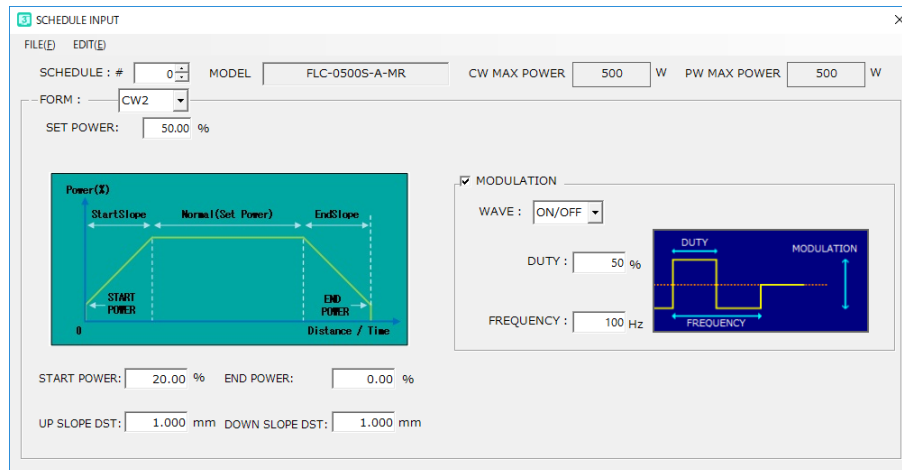 SCHEDULE INPUT
FILE(F) EDIT(E)
SCHEDULE : # 0 MODEL FLC-0500S-A-MR CW MAX POWER 500 W PW MAX POWER 500 W
FORM : CW2
SET POWER: 50.00 %
Power(%)
StartSlope Normal(Set Power) EndSlope
START POWER
END POWER
0 Distance / Time
MODULATION
WAVE : ON/OFF
DUTY : 50 %
FREQUENCY : 100 Hz
DUTY MODULATION
FREQUENCY
START POWER: 20.00 % END POWER: 0.00 %
UP SLOPE DST: 1.000 mm DOWN SLOPE DST: 1.000 mm